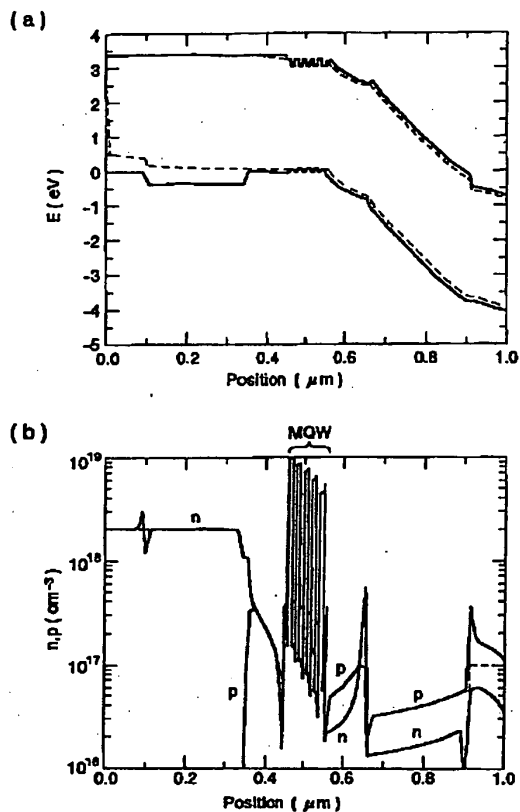 (a)
4
3
2
1
0
-1
-2
-3
-4
-5
E (eV)
0.0 0.2 0.4 0.6 0.8 1.0
Position ( μm )
(b)
MQW
10¹⁹
10¹⁸
10¹⁷
10¹⁶
n,p (cm⁻³)
n
p
p
n
p
n
0.0 0.2 0.4 0.6 0.8 1.0
Position ( μm )